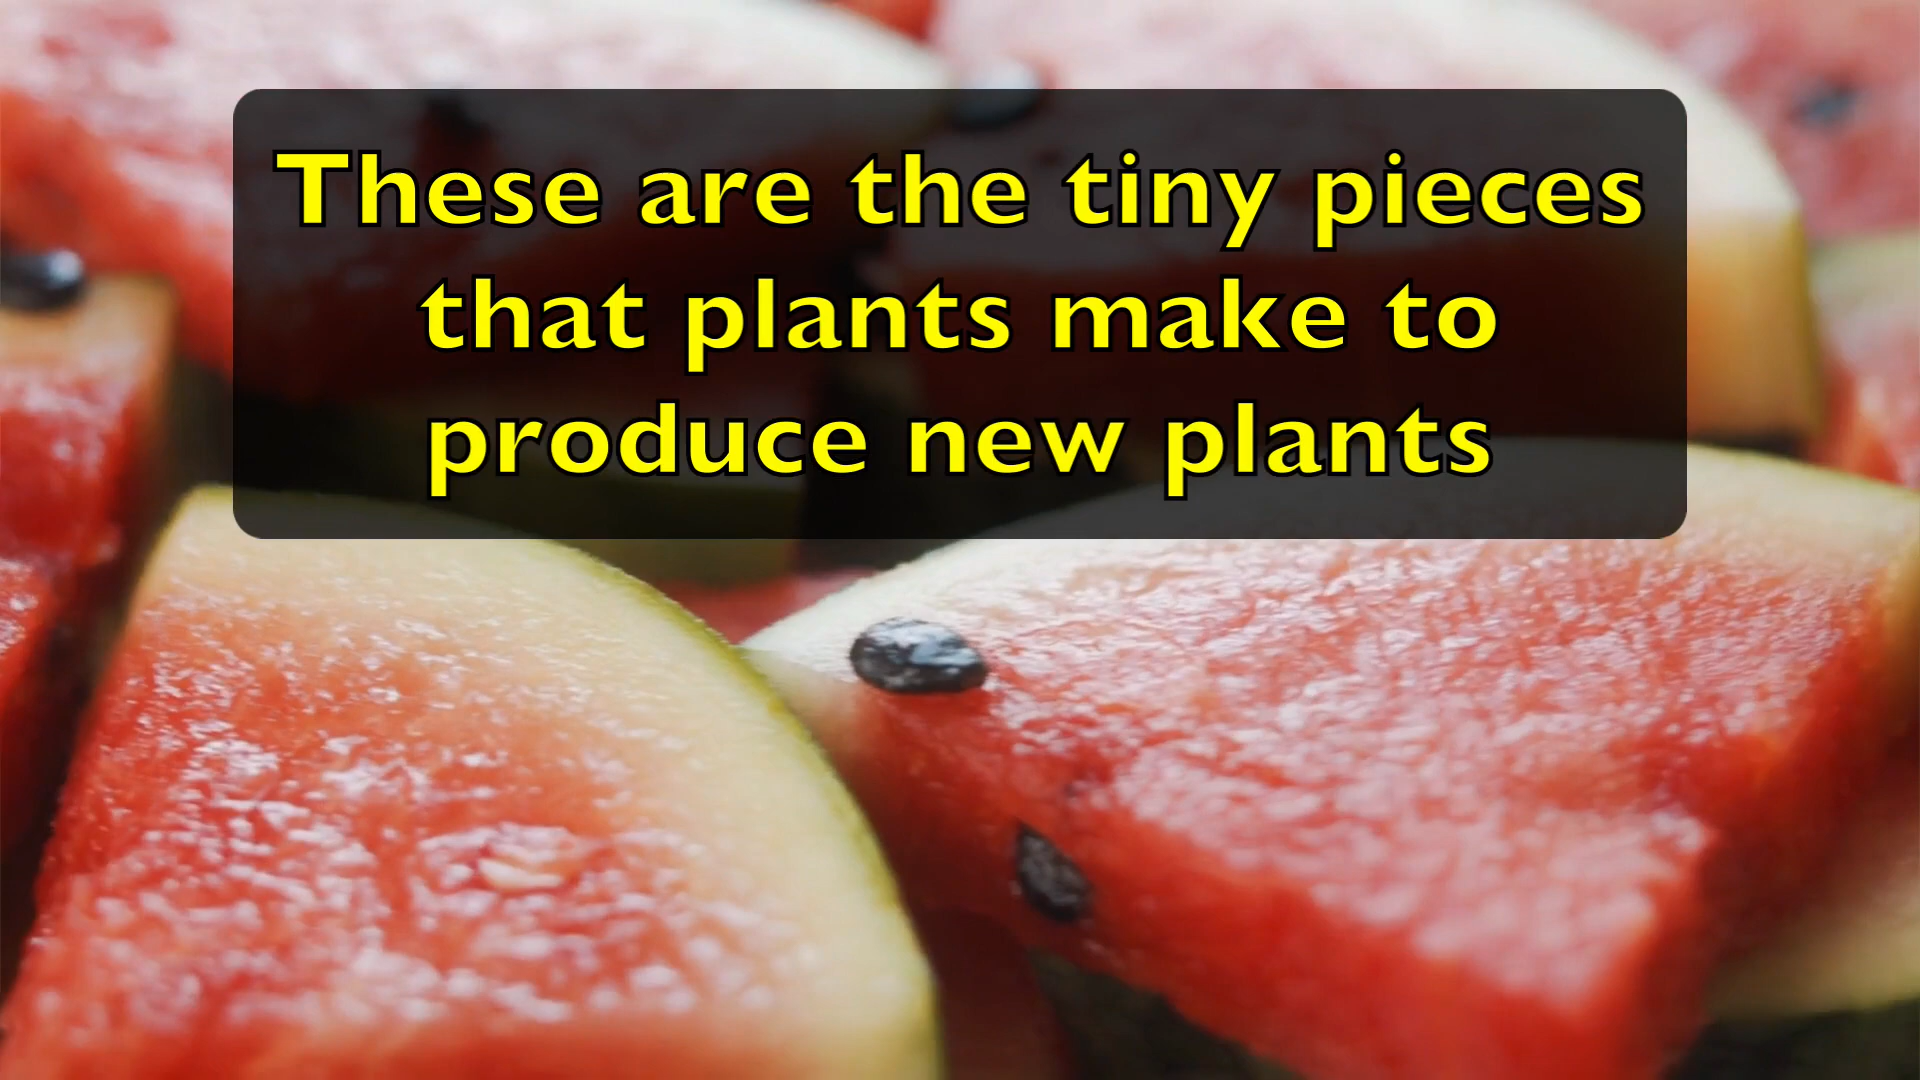 These are the tiny pieces
that plants make to
produce new plants